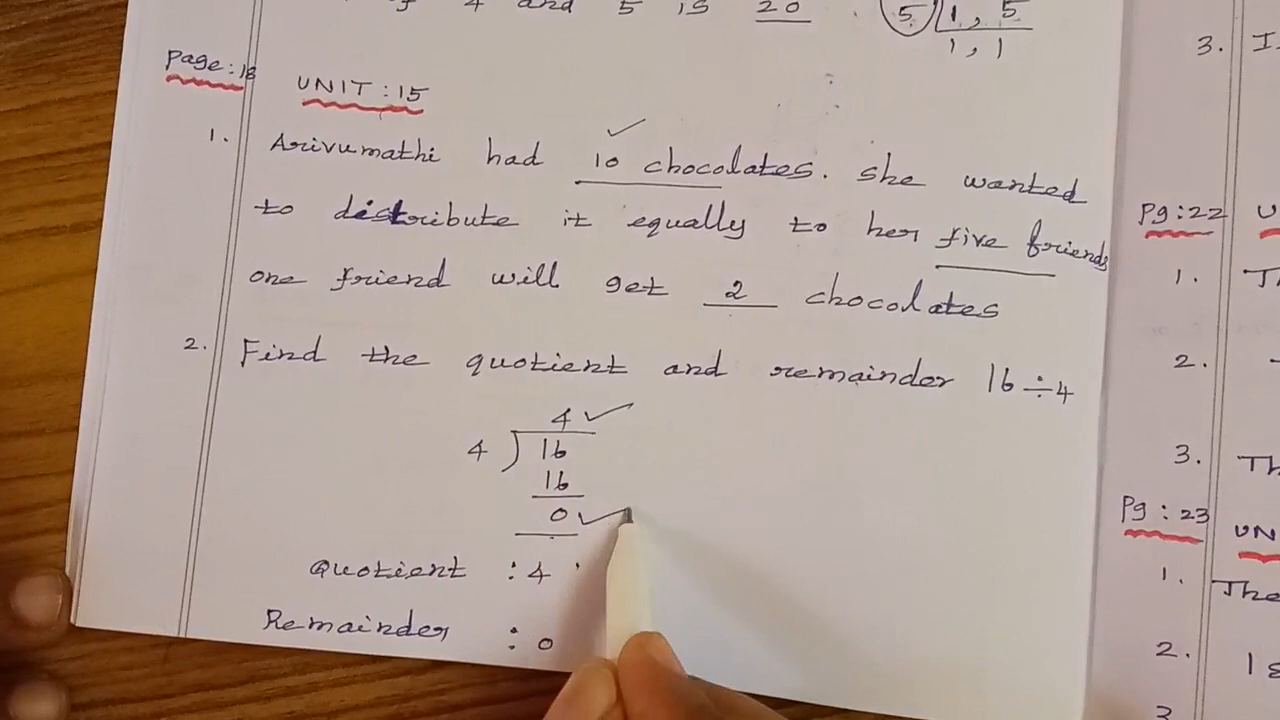 4 and 5 is 20
5 1, 5
1, 1
Page:18
UNIT:15
1. Arivumathi had 10 chocolates. she wanted
to distribute it equally to her five friends
one friend will get 2 chocolates
2. Find the quotient and remainder 16÷4
4
4 ) 16
16
0
Quotient : 4
Remainder : 0
3.
Pg:22
1.
2.
3.
Pg:23
UN
1. The
2.
3